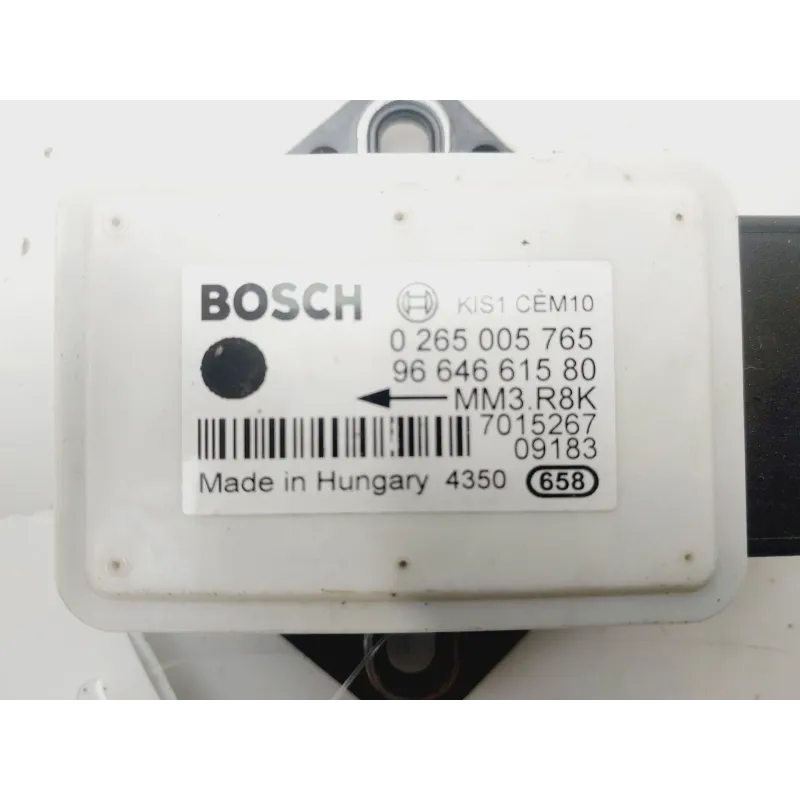 BOSCH KIS1 CÈM10
0 265 005 765
96 646 615 80
MM3.R8K
7015267
09183
Made in Hungary 4350 658